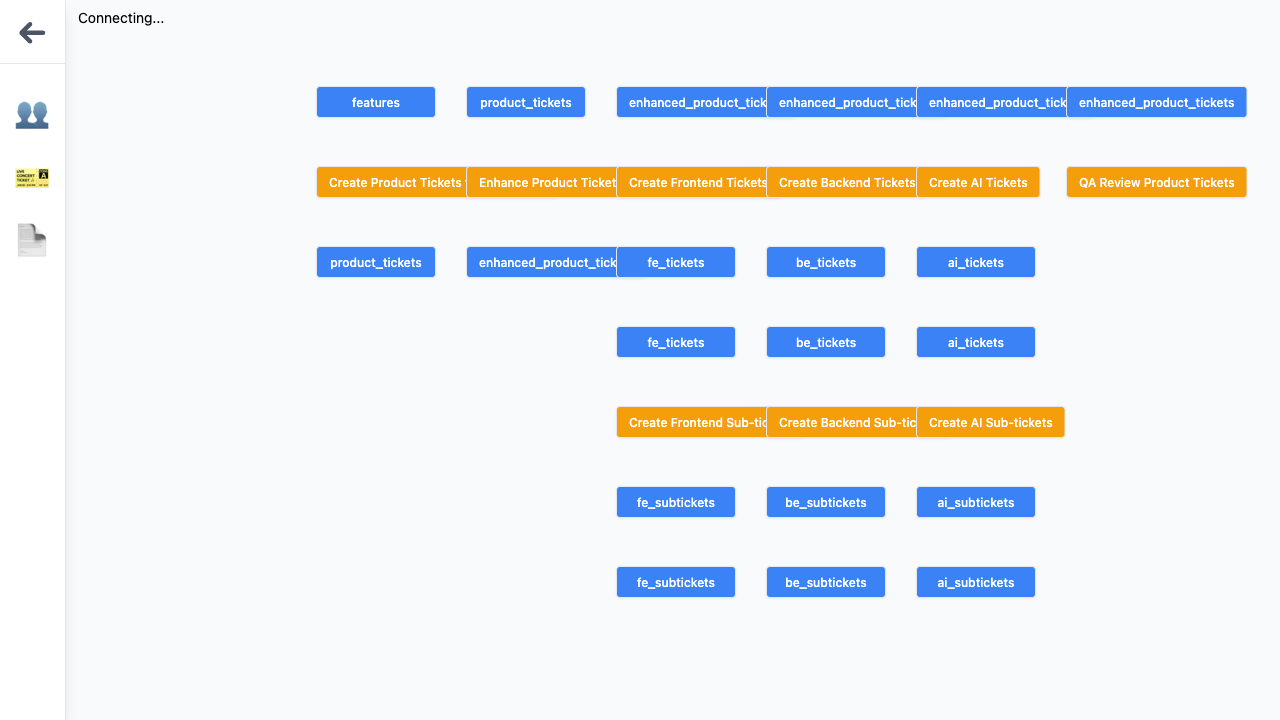 Connecting...
features
product_tickets
enhanced_product_tick
enhanced_product_tick
enhanced_product_tick
enhanced_product_tickets
Create Product Tickets
Enhance Product Ticket
Create Frontend Tickets
Create Backend Tickets
Create AI Tickets
QA Review Product Tickets
product_tickets
enhanced_product_tick
fe_tickets
be_tickets
ai_tickets
fe_tickets
be_tickets
ai_tickets
Create Frontend Sub-tic
Create Backend Sub-tic
Create AI Sub-tickets
fe_subtickets
be_subtickets
ai_subtickets
fe_subtickets
be_subtickets
ai_subtickets